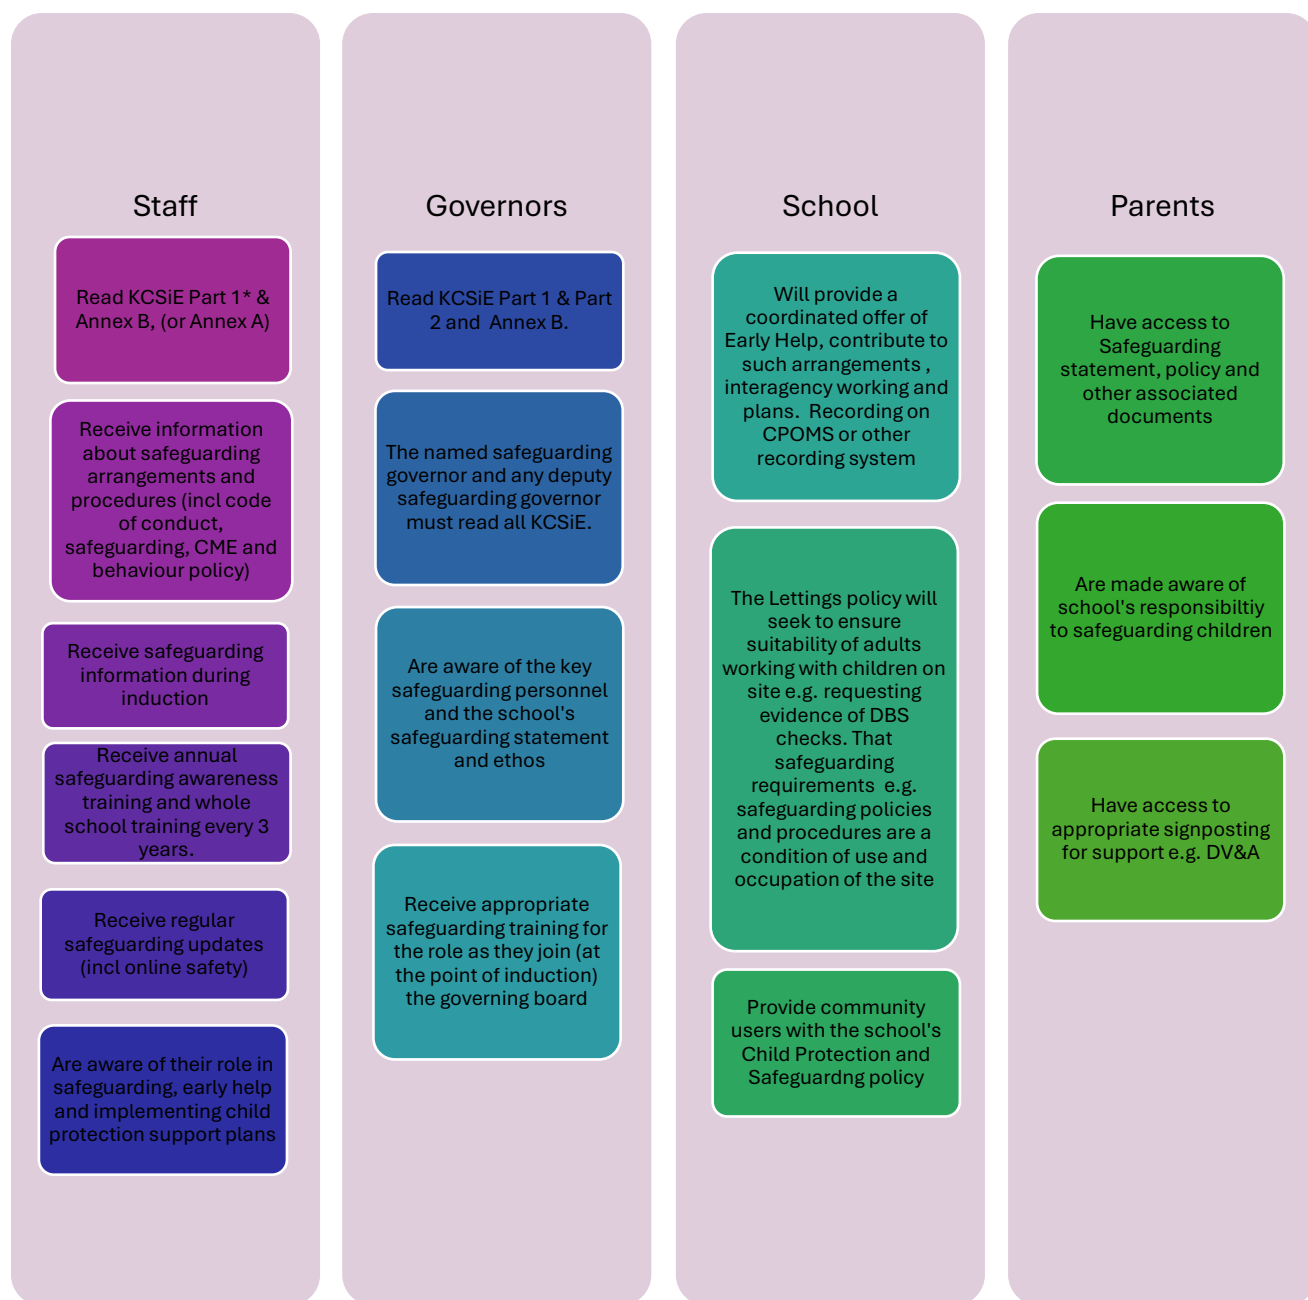 Staff
Read KCSiE Part 1* &
Annex B, (or Annex A)
Receive information
about safeguarding
arrangements and
procedures (incl code
of conduct,
safeguarding, CME and
behaviour policy)
Receive safeguarding
information during
induction
Receive annual
safeguarding awareness
training and whole
school training every 3
years.
Receive regular
safeguarding updates
(incl online safety)
Are aware of their role in
safeguarding, early help
and implementing child
protection support plans
Governors
Read KCSiE Part 1 & Part
2 and  Annex B.
The named safeguarding
governor and any deputy
safeguarding governor
must read all KCSiE.
Are aware of the key
safeguarding personnel
and the school's
safeguarding statement
and ethos
Receive appropriate
safeguarding training for
the role as they join (at
the point of induction)
the governing board
School
Will provide a
coordinated offer of
Early Help, contribute to
such arrangements ,
interagency working and
plans.  Recording on
CPOMS or other
recording system
The Lettings policy will
seek to ensure
suitability of adults
working with children on
site e.g. requesting
evidence of DBS
checks. That
safeguarding
requirements  e.g.
safeguarding policies
and procedures are a
condition of use and
occupation of the site
Provide community
users with the school's
Child Protection and
Safeguardng policy
Parents
Have access to
Safeguarding
statement, policy and
other associated
documents
Are made aware of
school's responsibiltiy
to safeguarding children
Have access to
appropriate signposting
for support e.g. DV&A